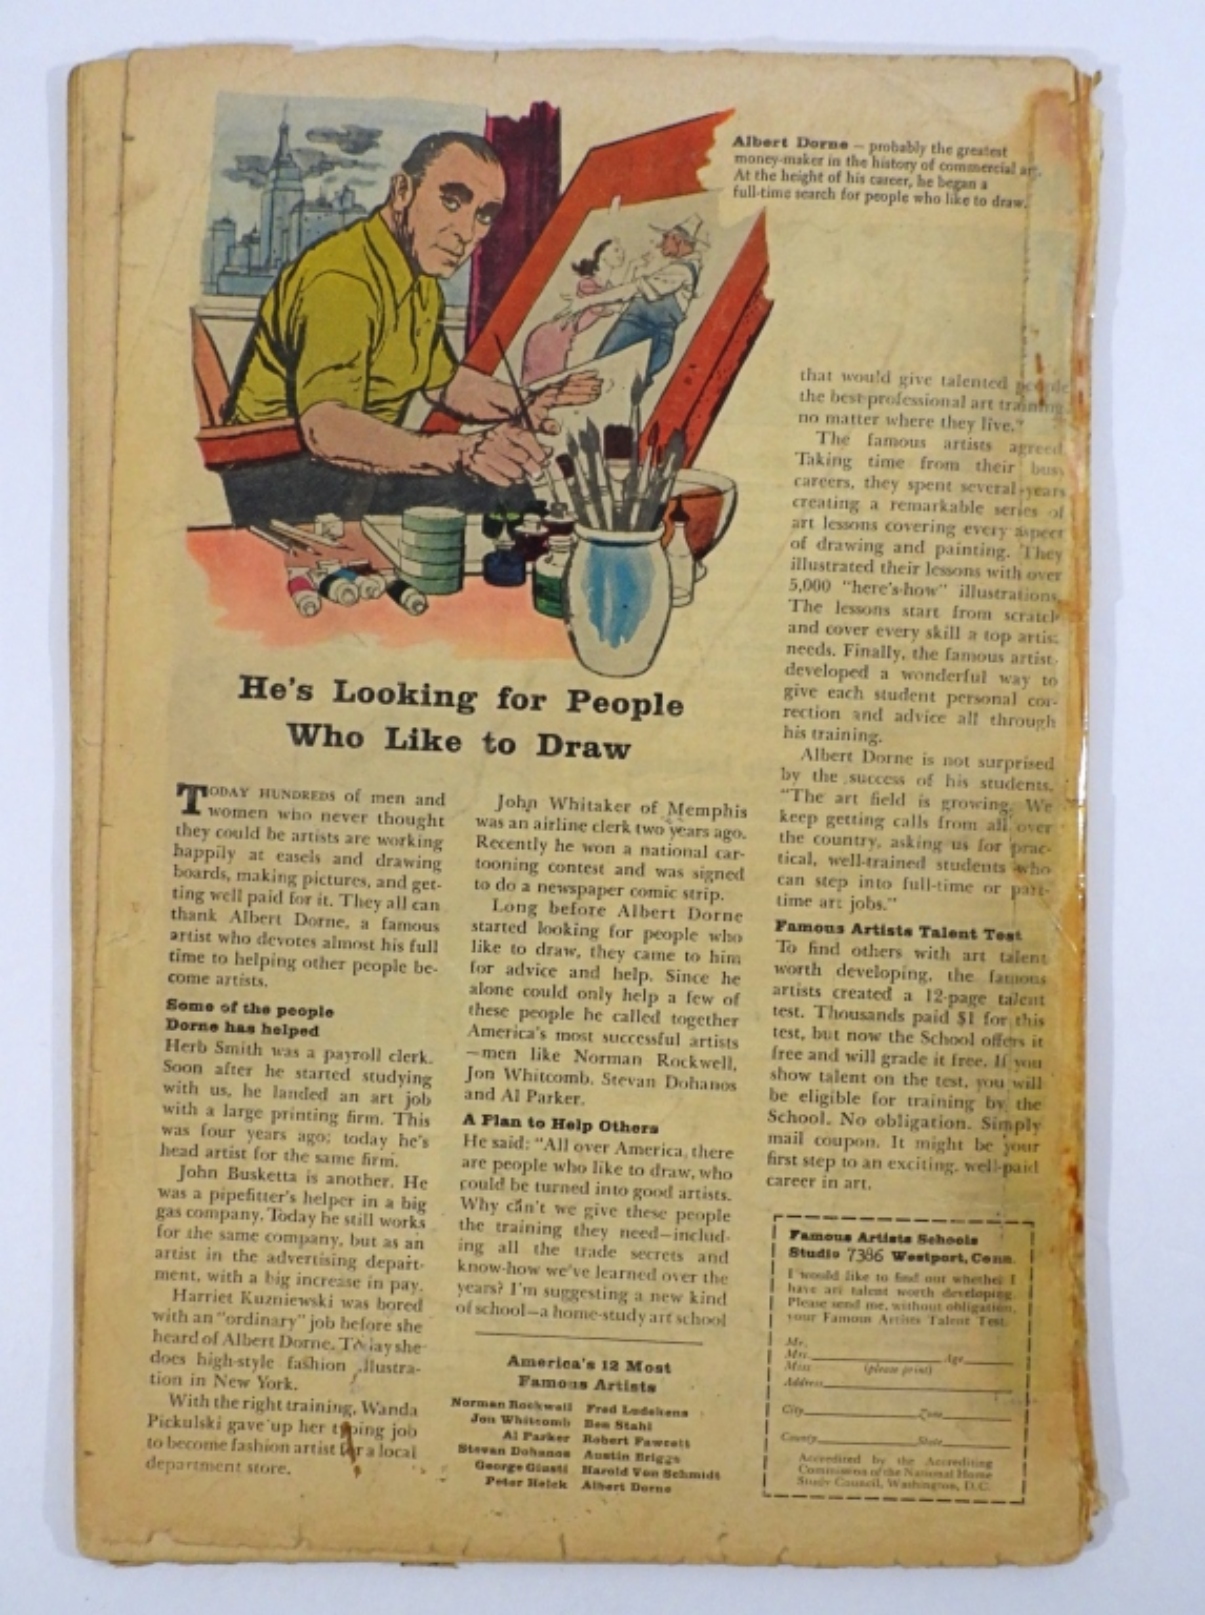 Albert Dorne — probably the greatest
money-maker in the history of commercial art.
At the height of his career, he began a
full-time search for people who like to draw.
He's Looking for People
Who Like to Draw
TODAY HUNDREDS of men and
women who never thought
they could be artists are working
happily at easels and drawing
boards, making pictures, and get-
ting well paid for it. They all can
thank Albert Dorne, a famous
artist who devotes almost his full
time to helping other people be-
come artists.
Some of the people
Dorne has helped
Herb Smith was a payroll clerk.
Soon after he started studying
with us, he landed an art job
with a large printing firm. This
was four years ago; today he's
head artist for the same firm.
John Busketta is another. He
was a pipefitter's helper in a big
gas company. Today he still works
for the same company, but as an
artist in the advertising depart-
ment, with a big increase in pay.
Harriet Kuzniewski was bored
with an "ordinary" job before she
heard of Albert Dorne. Today she
does high-style fashion illustra-
tion in New York.
With the right training, Wanda
Pickulski gave up her typing job
to become fashion artist for a local
department store.
John Whitaker of Memphis
was an airline clerk two years ago.
Recently he won a national car-
tooning contest and was signed
to do a newspaper comic strip.
Long before Albert Dorne
started looking for people who
like to draw, they came to him
for advice and help. Since he
alone could only help a few of
these people he called together
America's most successful artists
—men like Norman Rockwell,
Jon Whitcomb, Stevan Dohanos
and Al Parker.
A Plan to Help Others
He said: "All over America, there
are people who like to draw, who
could be turned into good artists.
Why can't we give these people
the training they need—includ-
ing all the trade secrets and
know-how we've learned over the
years? I'm suggesting a new kind
of school—a home-study art school
America's 12 Most
Famous Artists
Norman Rockwell Fred Ludekens
Jon Whitcomb Ben Stahl
Al Parker Robert Fawcett
Stevan Dohanos Austin Briggs
George Giusti Harold Von Schmidt
Peter Helck Albert Dorne
that would give talented people
the best professional art training
no matter where they live."
The famous artists agreed.
Taking time from their busy
careers, they spent several years
creating a remarkable series of
art lessons covering every aspect
of drawing and painting. They
illustrated their lessons with over
5,000 "here's-how" illustrations.
The lessons start from scratch
and cover every skill a top artist
needs. Finally, the famous artists
developed a wonderful way to
give each student personal cor-
rection and advice all through
his training.
Albert Dorne is not surprised
by the success of his students.
"The art field is growing. We
keep getting calls from all over
the country, asking us for prac-
tical, well-trained students who
can step into full-time or part-
time art jobs."
Famous Artists Talent Test
To find others with art talent
worth developing, the famous
artists created a 12-page talent
test. Thousands paid $1 for this
test, but now the School offers it
free and will grade it free. If you
show talent on the test, you will
be eligible for training by the
School. No obligation. Simply
mail coupon. It might be your
first step to an exciting, well-paid
career in art.
Famous Artists Schools
Studio 7386 Westport, Conn.
I would like to find out whether I
have art talent worth developing.
Please send me, without obligation,
your Famous Artists Talent Test.
Mr.
Mrs. Age
Miss (please print)
Address
City Zone
County State
Accredited by the Accrediting
Commission of the National Home
Study Council, Washington, D.C.